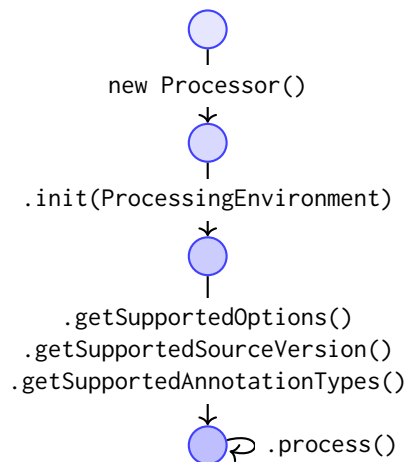 new Processor()
.init(ProcessingEnvironment)
.getSupportedOptions()
.getSupportedSourceVersion()
.getSupportedAnnotationTypes()
.process()